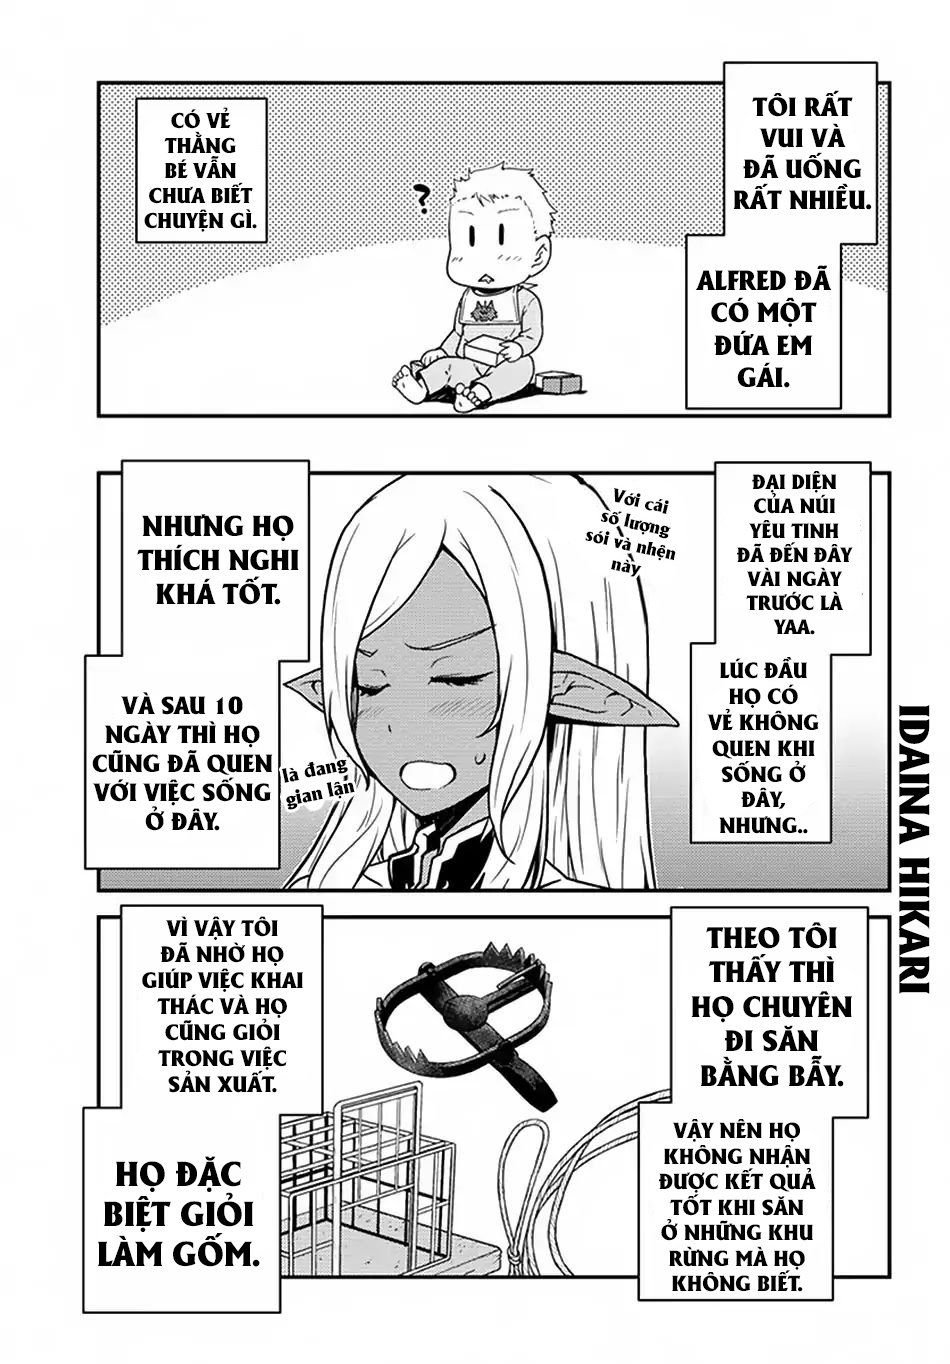 TÔI RẤT
VUI VÀ
ĐÃ UỐNG
RẤT NHIỀU.
ALFRED ĐÃ
CÓ MỘT
ĐỨA EM
GÁI.
?
CÓ VẺ
THẰNG
BÉ VẪN
CHƯA BIẾT
CHUYỆN GÌ.
ĐẠI DIỆN
CỦA NÚI
YÊU TINH
ĐÃ ĐẾN ĐÂY
VÀI NGÀY
TRƯỚC LÀ
YAA.
LÚC ĐẦU
HỌ CÓ
VẺ KHÔNG
QUEN KHI
SỐNG Ở
ĐÂY,
NHƯNG..
Với cái
số lượng
sói và nhện
này
là đang
gian lận
NHƯNG HỌ
THÍCH NGHI
KHÁ TỐT.
VÀ SAU 10
NGÀY THÌ HỌ
CŨNG ĐÃ QUEN
VỚI VIỆC SỐNG
Ở ĐÂY.
IDAINA HIKARI
THEO TÔI
THẤY THÌ
HỌ CHUYÊN
ĐI SĂN
BẰNG BẪY.
VẬY NÊN HỌ
KHÔNG NHẬN
ĐƯỢC KẾT QUẢ
TỐT KHI SĂN
Ở NHỮNG KHU
RỪNG MÀ HỌ
KHÔNG BIẾT.
VÌ VẬY TÔI
ĐÃ NHỜ HỌ
GIÚP VIỆC KHAI
THÁC VÀ HỌ
CŨNG GIỎI
TRONG VIỆC
SẢN XUẤT.
HỌ ĐẶC
BIỆT GIỎI
LÀM GỐM.